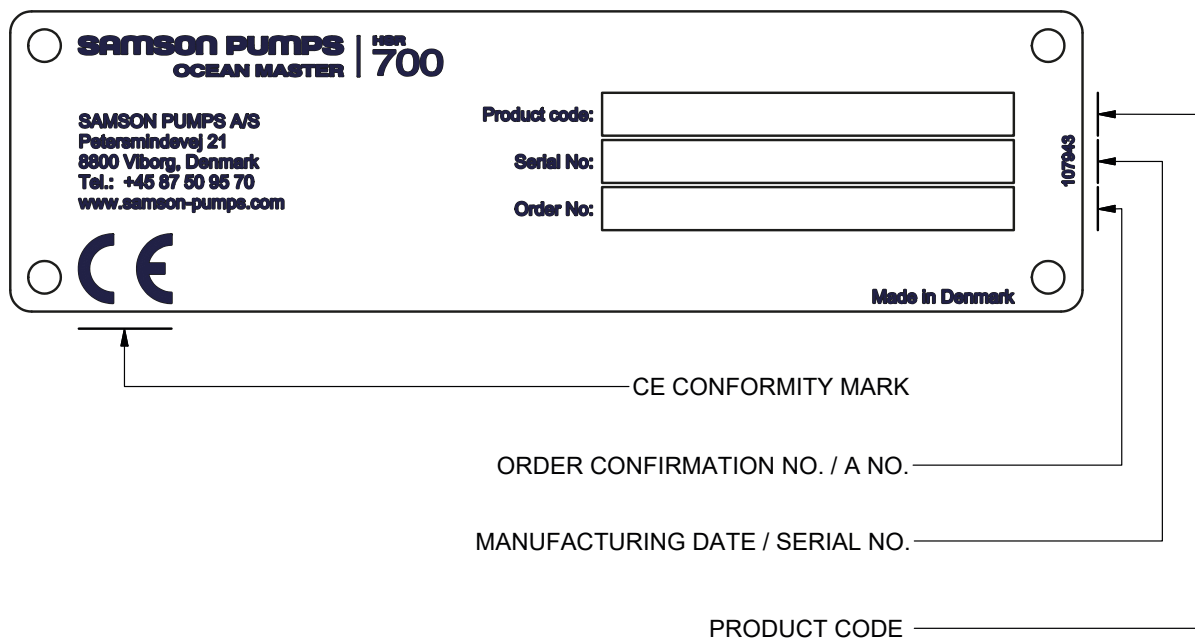 SAMSON PUMPS
OCEAN MASTER
HSR
700
SAMSON PUMPS A/S
Petersmindevej 21
8800 Viborg, Denmark
Tel.: +45 87 50 95 70
www.samson-pumps.com
Product code:
Serial No:
Order No:
107943
CE
Made in Denmark
CE CONFORMITY MARK
ORDER CONFIRMATION NO. / A NO.
MANUFACTURING DATE / SERIAL NO.
PRODUCT CODE